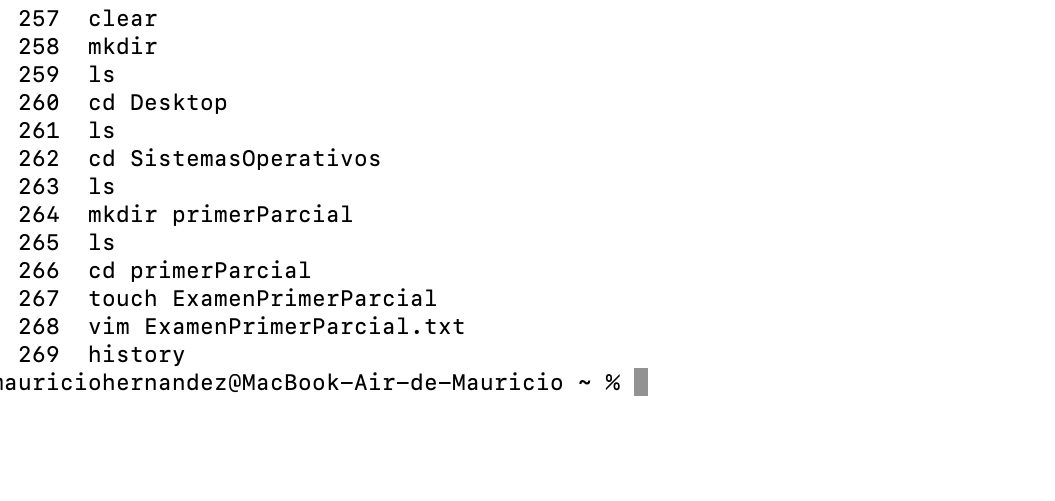 257 clear
258 mkdir
259 ls
260 cd Desktop
261 ls
262 cd SistemasOperativos
263 ls
264 mkdir primerParcial
265 ls
266 cd primerParcial
267 touch ExamenPrimerParcial
268 vim ExamenPrimerParcial.txt
269 history
mauriciohernandez@MacBook-Air-de-Mauricio ~ %